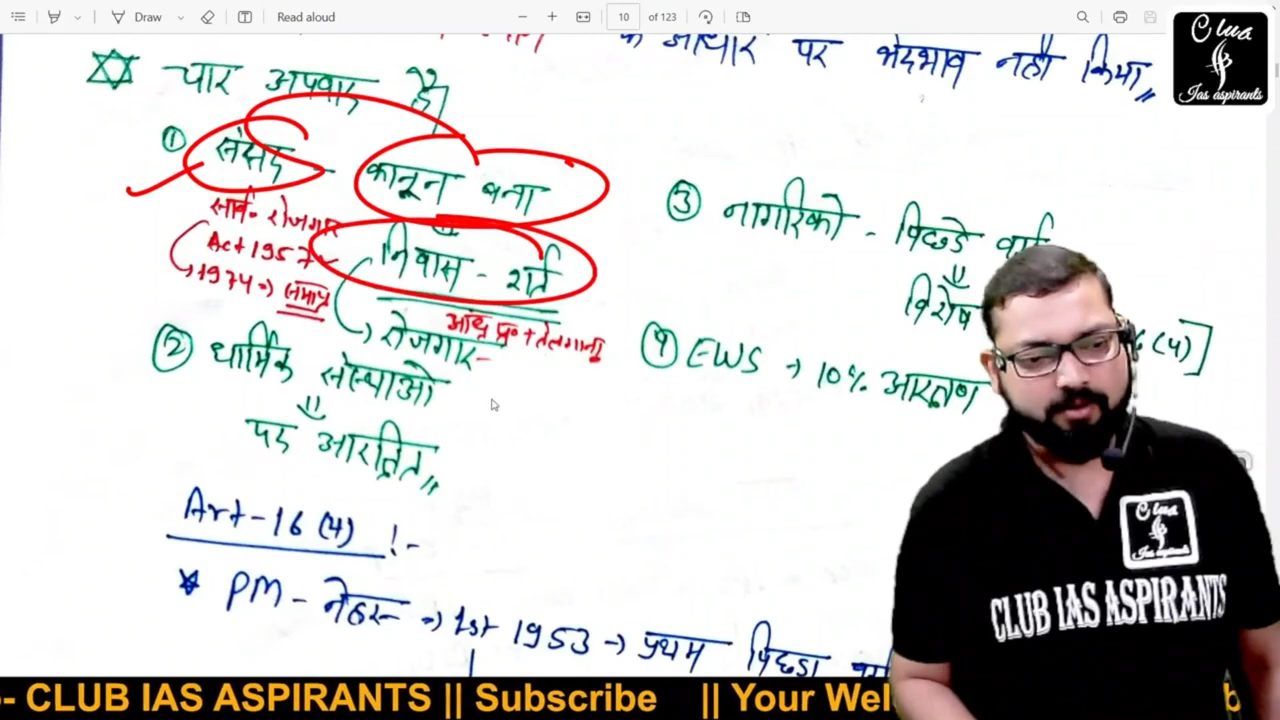 Draw
Read aloud
10 of 123
Club
Ias aspirants
के आधार पर भेदभाव नही किया,,
चार अपवाद है
① संसद - कानून बना
सार्व. रोजगार
Act 1957
1974 → समाप्त
निवास - शर्त
→ रोजगार -
आन्ध्र प्र० + तेलंगाना
② धार्मिक संस्थाओ
पद आरक्षित,,
③ नागरिको - पिछडे वर्ग
विशेष
(4)]
④ EWS → 10% आरक्षण
Art-16 (4) !-
* PM - नेहरू → 1st 1953 → प्रथम पिछडा
Club
CLUB IAS ASPIRANTS
- CLUB IAS ASPIRANTS || Subscribe || Your Wel